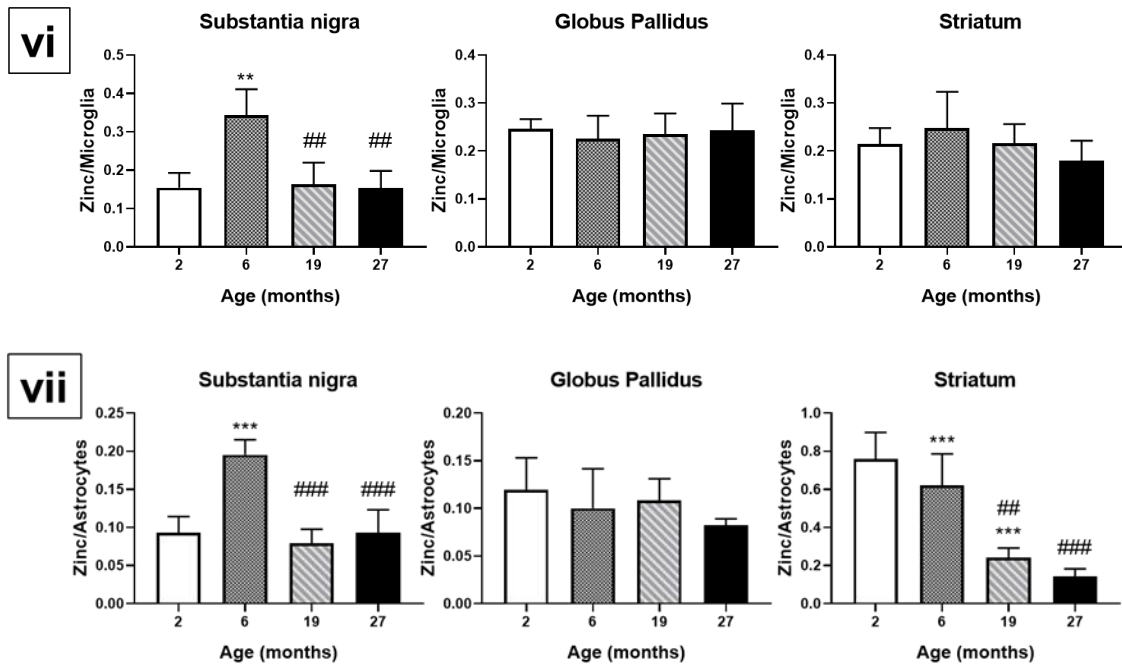 vi
Substantia nigra
Zinc/Microglia
0.5
0.4
0.3
0.2
0.1
0.0
**
##
##
2 6 19 27
Age (months)
Globus Pallidus
Zinc/Microglia
0.4
0.3
0.2
0.1
0.0
2 6 19 27
Age (months)
Striatum
Zinc/Microglia
0.4
0.3
0.2
0.1
0.0
2 6 19 27
Age (months)
vii
Substantia nigra
Zinc/Astrocytes
0.25
0.20
0.15
0.10
0.05
0.00
***
###
###
2 6 19 27
Age (months)
Globus Pallidus
Zinc/Astrocytes
0.20
0.15
0.10
0.05
0.00
2 6 19 27
Age (months)
Striatum
Zinc/Astrocytes
1.0
0.8
0.6
0.4
0.2
0.0
***
##
***
###
2 6 19 27
Age (months)